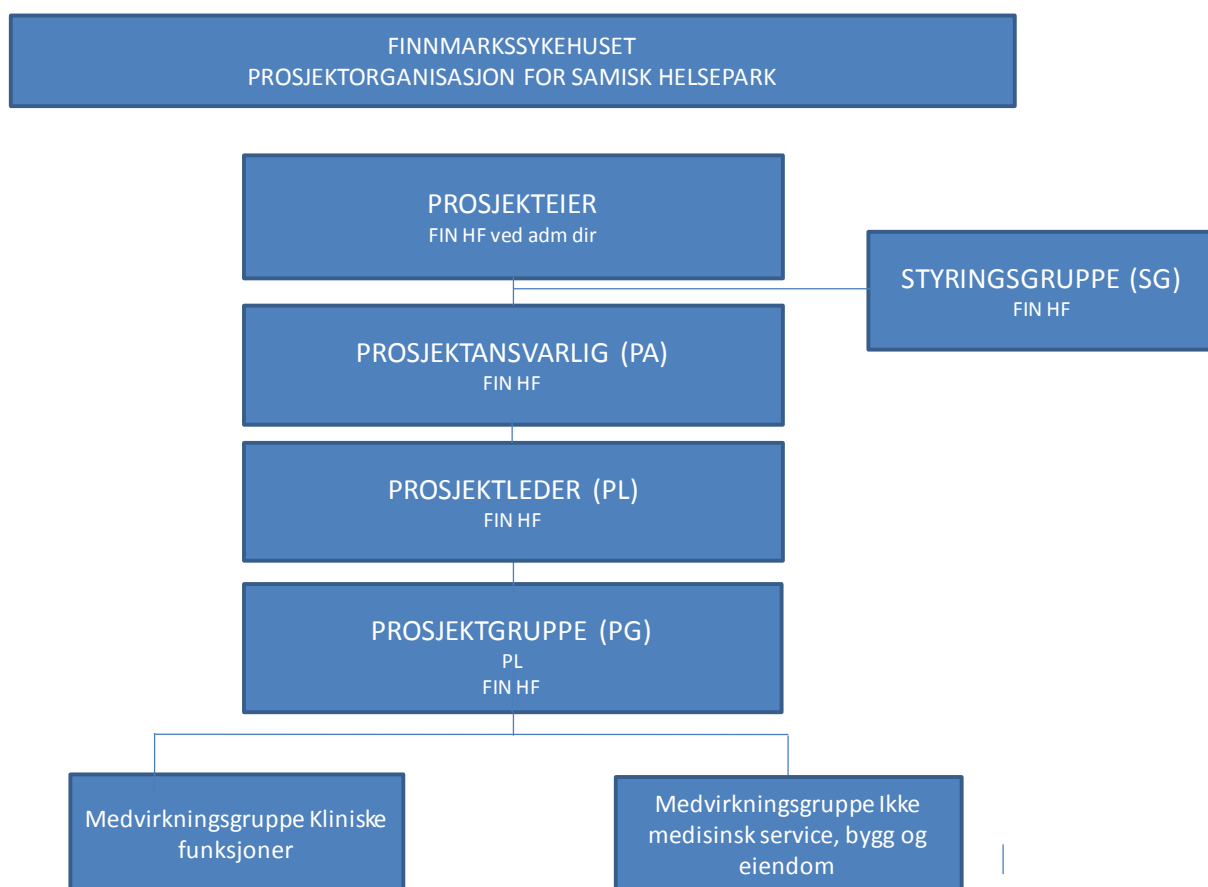 FINNMARKSSYKEHUSET
PROSJEKTORGANISASJON FOR SAMISK HELSEPARK
PROSJEKTEIER
FIN HF ved adm dir
STYRINGSGRUPPE (SG)
FIN HF
PROSJEKTANSVARLIG (PA)
FIN HF
PROSJEKTLEDER (PL)
FIN HF
PROSJEKTGRUPPE (PG)
PL
FIN HF
Medvirkningsgruppe Kliniske
funksjoner
Medvirkningsgruppe Ikke
medisinsk service, bygg og
eiendom